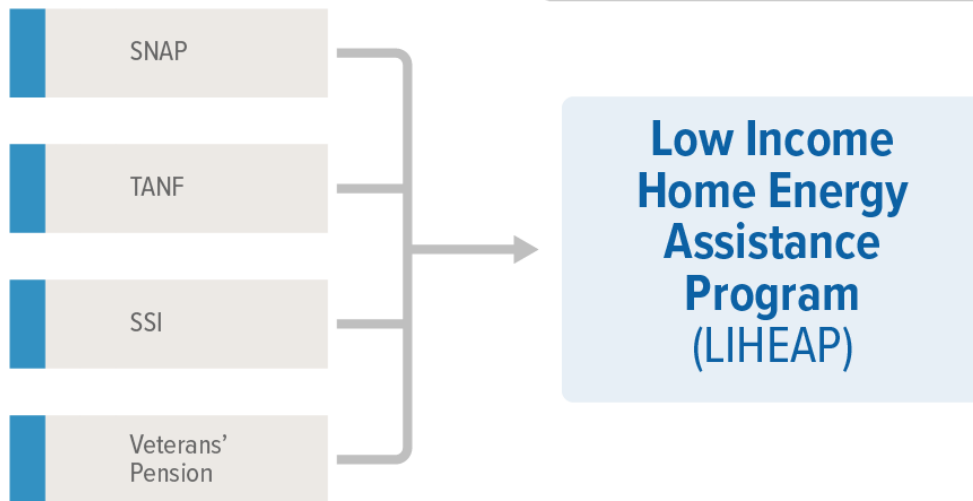 SNAP
TANF
SSI
Veterans’
Pension
Low Income
Home Energy
Assistance
Program
(LIHEAP)